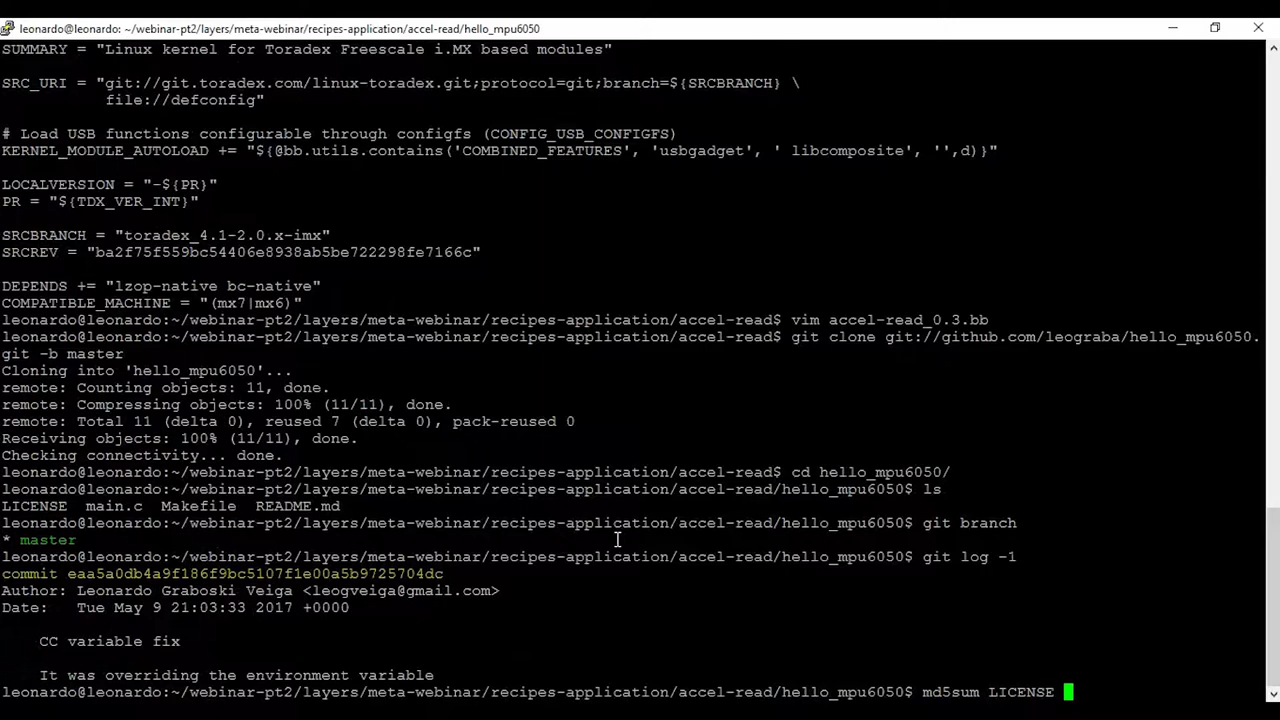 leonardo@leonardo: ~/webinar-pt2/layers/meta-webinar/recipes-application/accel-read/hello_mpu6050
SUMMARY = "Linux kernel for Toradex Freescale i.MX based modules"
SRC_URI = "git://git.toradex.com/linux-toradex.git;protocol=git;branch=${SRCBRANCH} \
file://defconfig"
# Load USB functions configurable through configfs (CONFIG_USB_CONFIGFS)
KERNEL_MODULE_AUTOLOAD += "${@bb.utils.contains('COMBINED_FEATURES', 'usbgadget', ' libcomposite', '',d)}"
LOCALVERSION = "-${PR}"
PR = "${TDX_VER_INT}"
SRCBRANCH = "toradex_4.1-2.0.x-imx"
SRCREV = "ba2f75f559bc54406e8938ab5be722298fe7166c"
DEPENDS += "lzop-native bc-native"
COMPATIBLE_MACHINE = "(mx7|mx6)"
leonardo@leonardo:~/webinar-pt2/layers/meta-webinar/recipes-application/accel-read$ vim accel-read_0.3.bb
leonardo@leonardo:~/webinar-pt2/layers/meta-webinar/recipes-application/accel-read$ git clone git://github.com/leograba/hello_mpu6050.
git -b master
Cloning into 'hello_mpu6050'...
remote: Counting objects: 11, done.
remote: Compressing objects: 100% (11/11), done.
remote: Total 11 (delta 0), reused 7 (delta 0), pack-reused 0
Receiving objects: 100% (11/11), done.
Checking connectivity... done.
leonardo@leonardo:~/webinar-pt2/layers/meta-webinar/recipes-application/accel-read$ cd hello_mpu6050/
leonardo@leonardo:~/webinar-pt2/layers/meta-webinar/recipes-application/accel-read/hello_mpu6050$ ls
LICENSE  main.c  Makefile  README.md
leonardo@leonardo:~/webinar-pt2/layers/meta-webinar/recipes-application/accel-read/hello_mpu6050$ git branch
* master
leonardo@leonardo:~/webinar-pt2/layers/meta-webinar/recipes-application/accel-read/hello_mpu6050$ git log -1
commit eaa5a0db4a9f186f9bc5107f1e00a5b9725704dc
Author: Leonardo Graboski Veiga <leogveiga@gmail.com>
Date:   Tue May 9 21:03:33 2017 +0000
CC variable fix
It was overriding the environment variable
leonardo@leonardo:~/webinar-pt2/layers/meta-webinar/recipes-application/accel-read/hello_mpu6050$ md5sum LICENSE